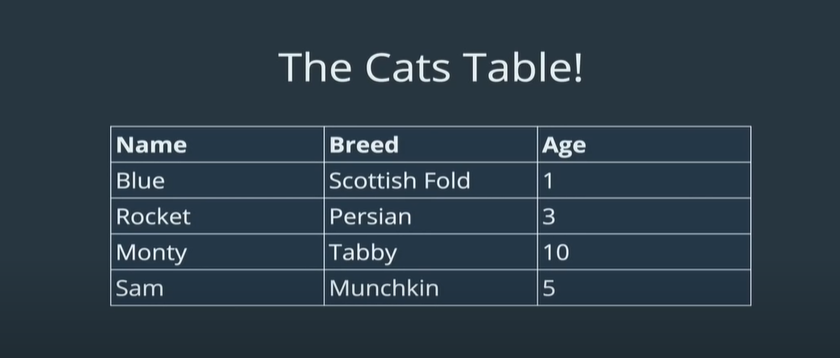 The Cats Table!
Name Breed Age
Blue Scottish Fold 1
Rocket Persian 3
Monty Tabby 10
Sam Munchkin 5